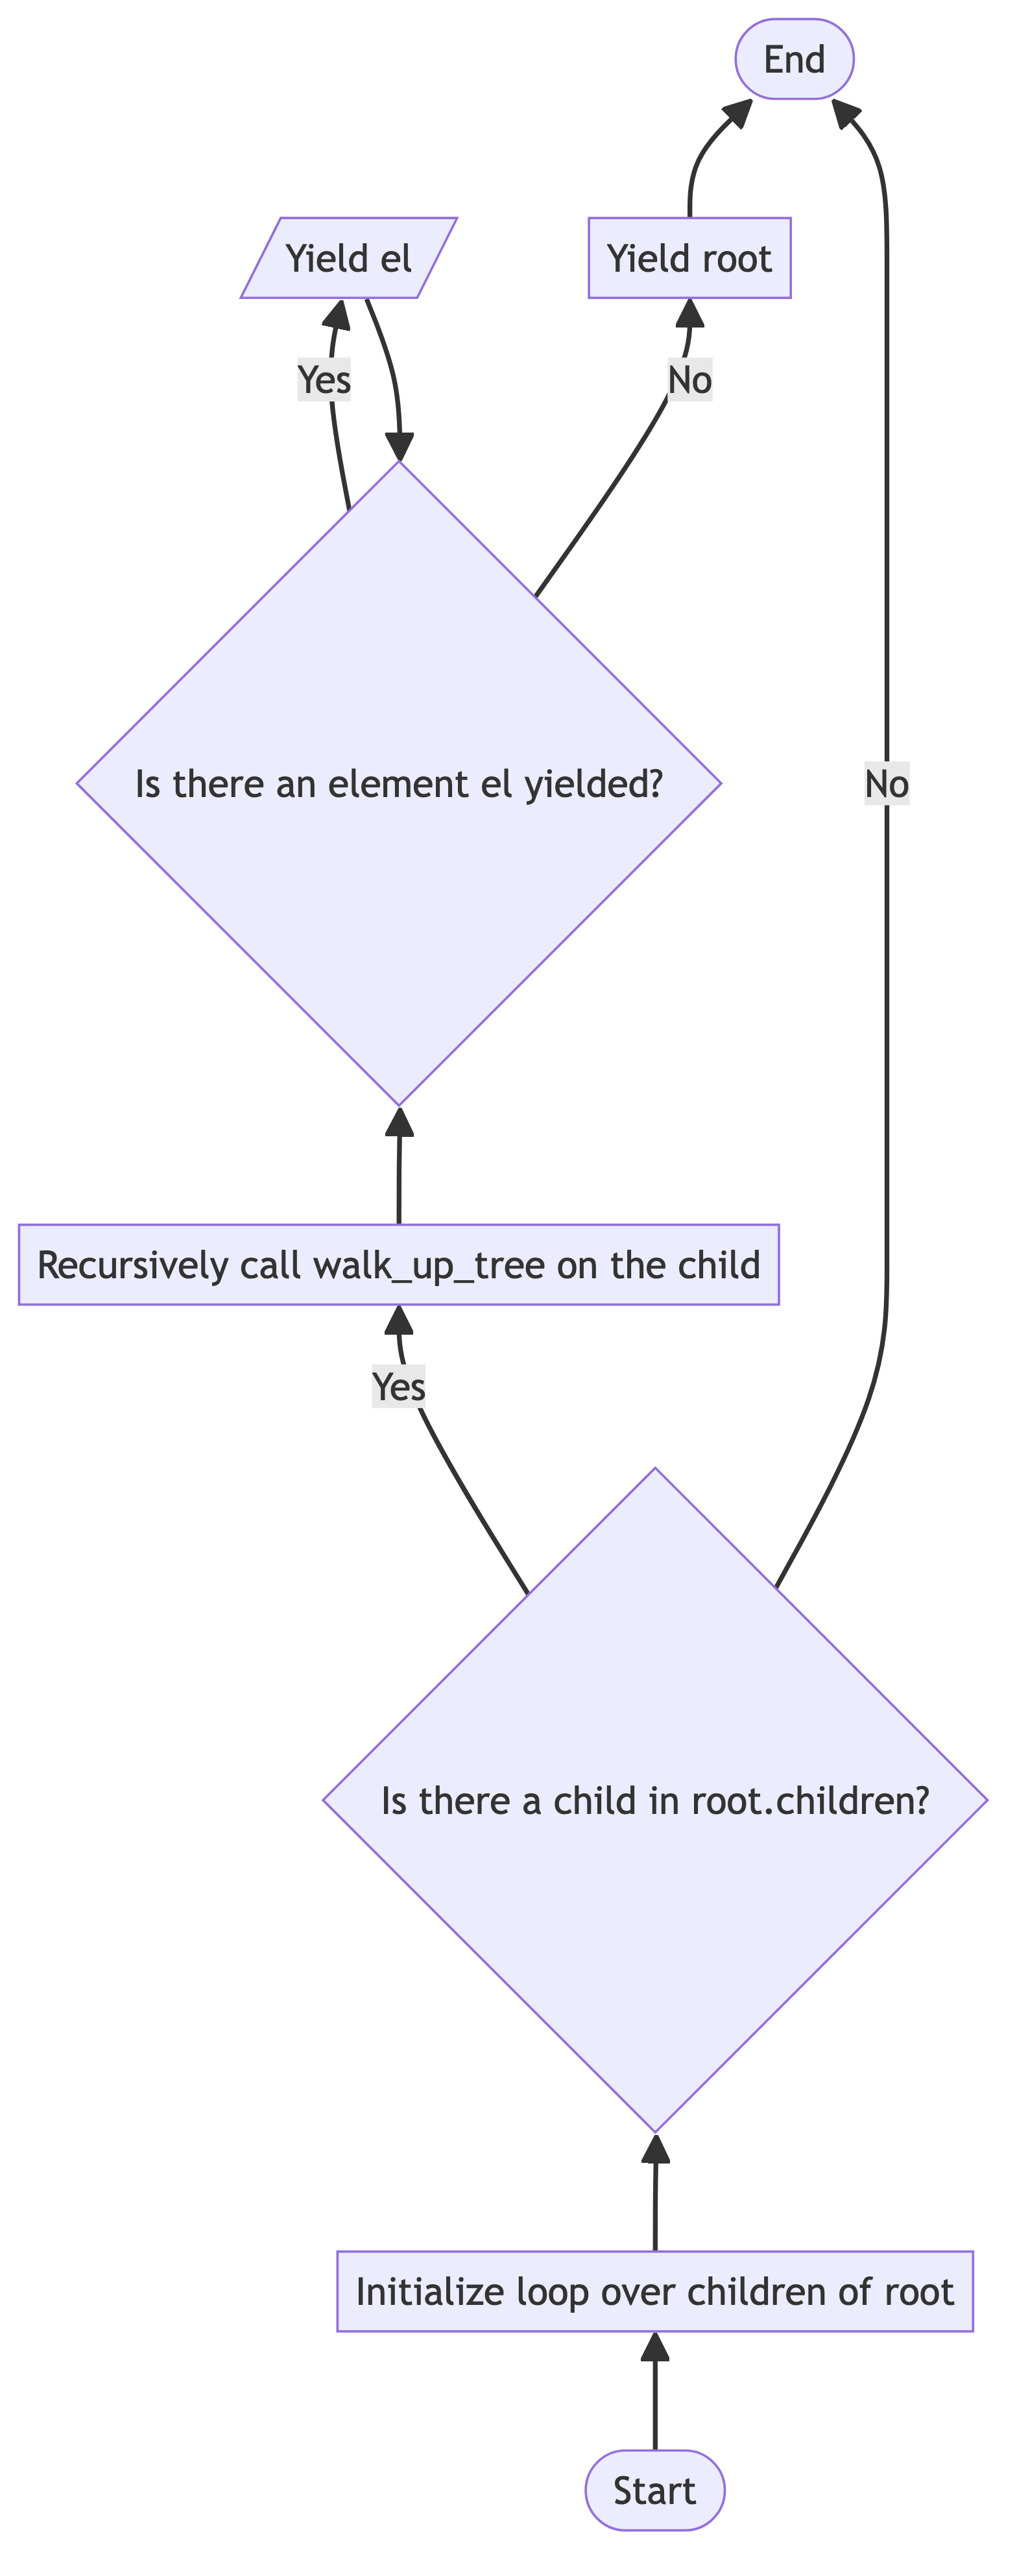 End
Yield el
Yield root
Yes
No
Is there an element el yielded?
No
Recursively call walk_up_tree on the child
Yes
Is there a child in root.children?
Initialize loop over children of root
Start